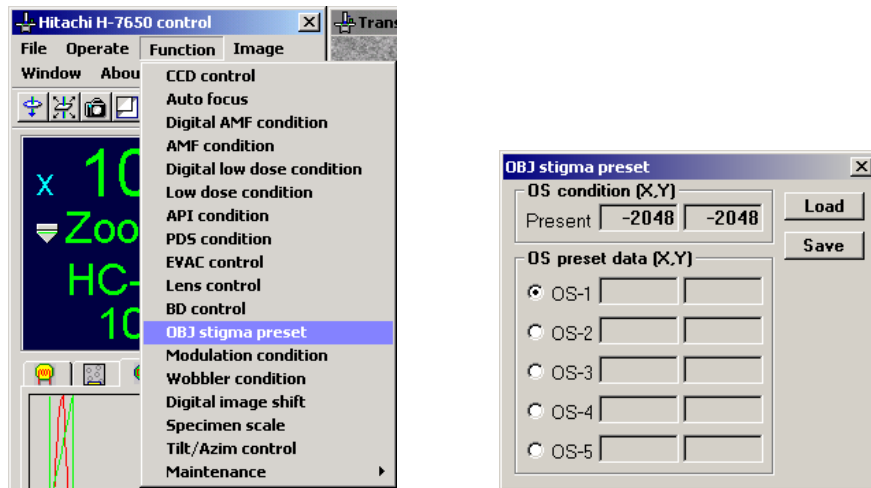 Hitachi H-7650 control
Trans
File Operate Function Image
Window Abou
CCD control
Auto focus
Digital AMF condition
AMF condition
Digital low dose condition
Low dose condition
API condition
PDS condition
EVAC control
Lens control
BD control
OBJ stigma preset
Modulation condition
Wobbler condition
Digital image shift
Specimen scale
Tilt/Azim control
Maintenance
x 10
Zoo
HC-
10
OBJ stigma preset
OS condition (X,Y)
Present -2048 -2048
Load
Save
OS preset data (X,Y)
OS-1
OS-2
OS-3
OS-4
OS-5